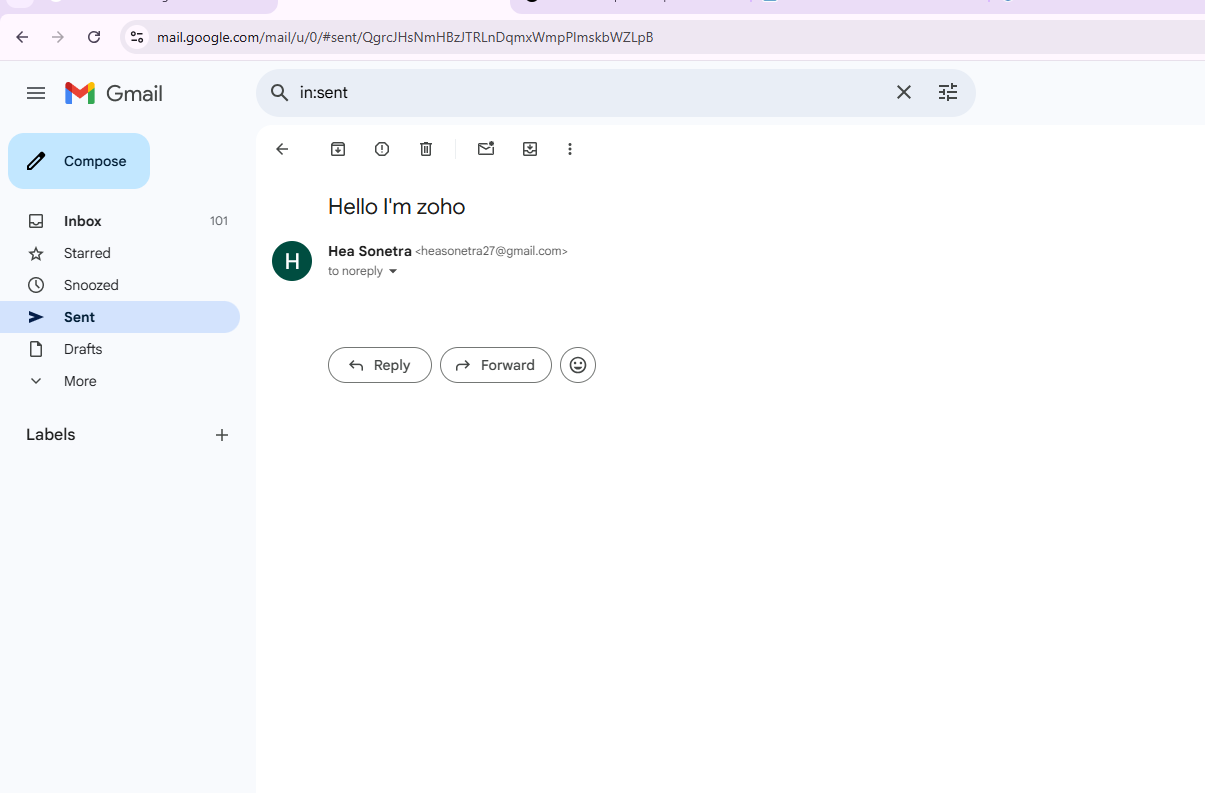 mail.google.com/mail/u/0/#sent/QgrcJHsNmHBzJTRLnDqmxWmpPlmskbWZLpB
Gmail
in:sent
Compose
Hello I'm zoho
Inbox 101
Hea Sonetra <heasonetra27@gmail.com>
Starred
to noreply
Snoozed
Sent
Drafts
Reply
Forward
More
Labels